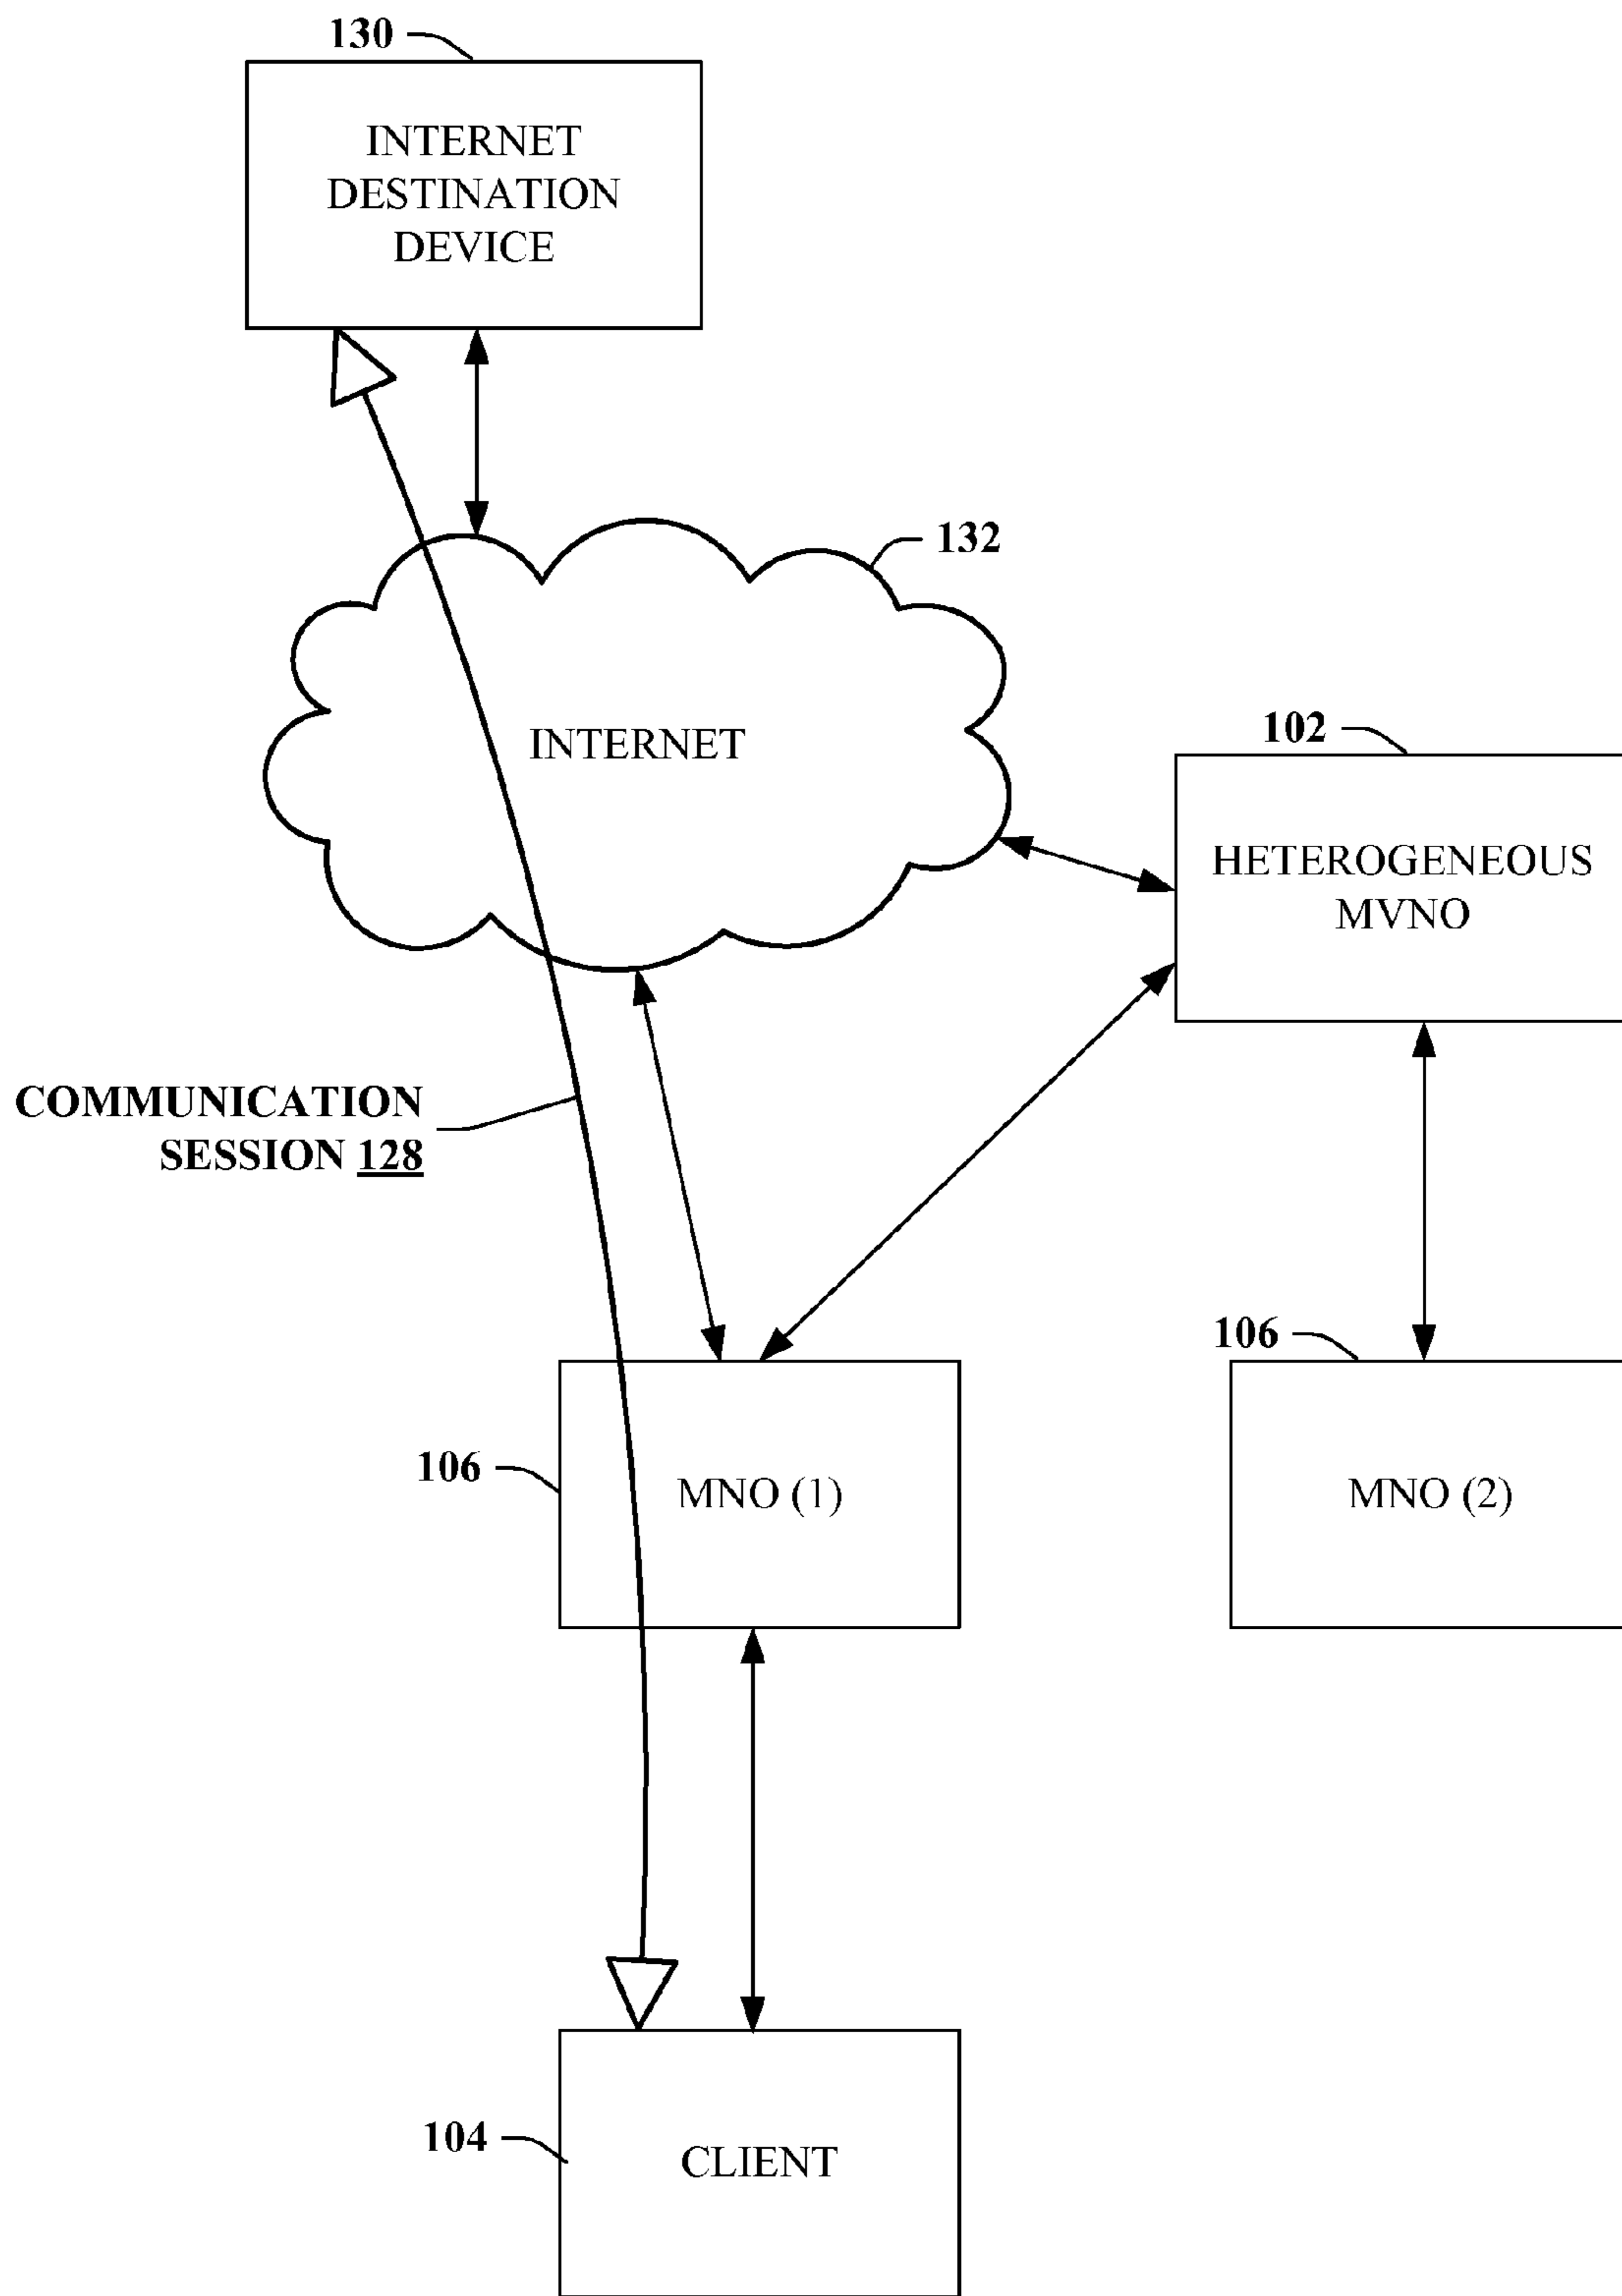 130
INTERNET
DESTINATION
DEVICE
132
INTERNET
102
HETEROGENEOUS
MVNO
COMMUNICATION
SESSION 128
106
MNO (1)
106
MNO (2)
104
CLIENT